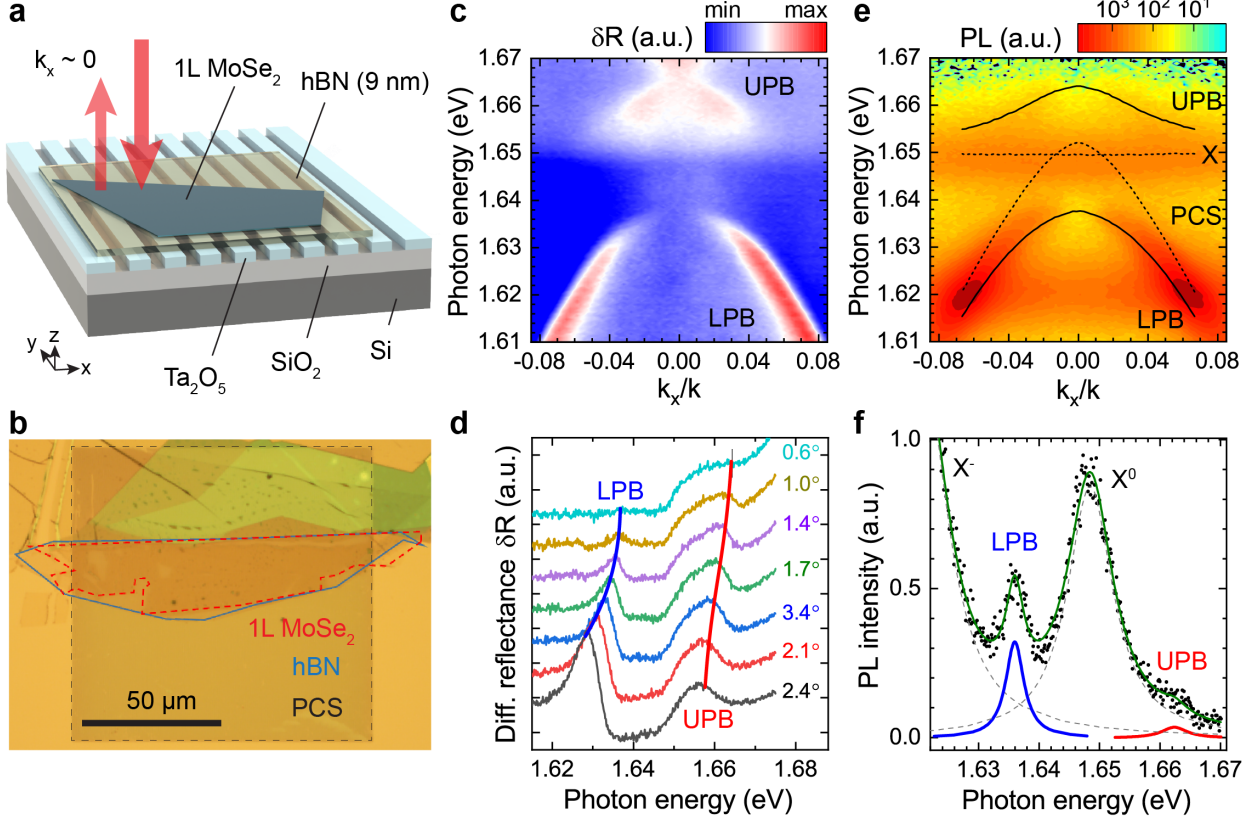 a
kₓ ~ 0
1L MoSe₂
hBN (9 nm)
y z x
Ta₂O₅
SiO₂
Si
b
1L MoSe₂
hBN
PCS
50 µm
c
min max
δR (a.u.)
Photon energy (eV)
1.67
1.66
1.65
1.64
1.63
1.62
1.61
UPB
LPB
-0.08 -0.04 0.00 0.04 0.08
kₓ/k
d
Diff. reflectance δR (a.u.)
LPB
UPB
0.6°
1.0°
1.4°
1.7°
3.4°
2.1°
2.4°
1.62 1.64 1.66 1.68
Photon energy (eV)
e
10³ 10² 10¹
PL (a.u.)
Photon energy (eV)
1.67
1.66
1.65
1.64
1.63
1.62
1.61
UPB
X
PCS
LPB
-0.08 -0.04 0.00 0.04 0.08
kₓ/k
f
PL intensity (a.u.)
1.0
0.5
0.0
X⁻
LPB
X⁰
UPB
1.63 1.64 1.65 1.66 1.67
Photon energy (eV)